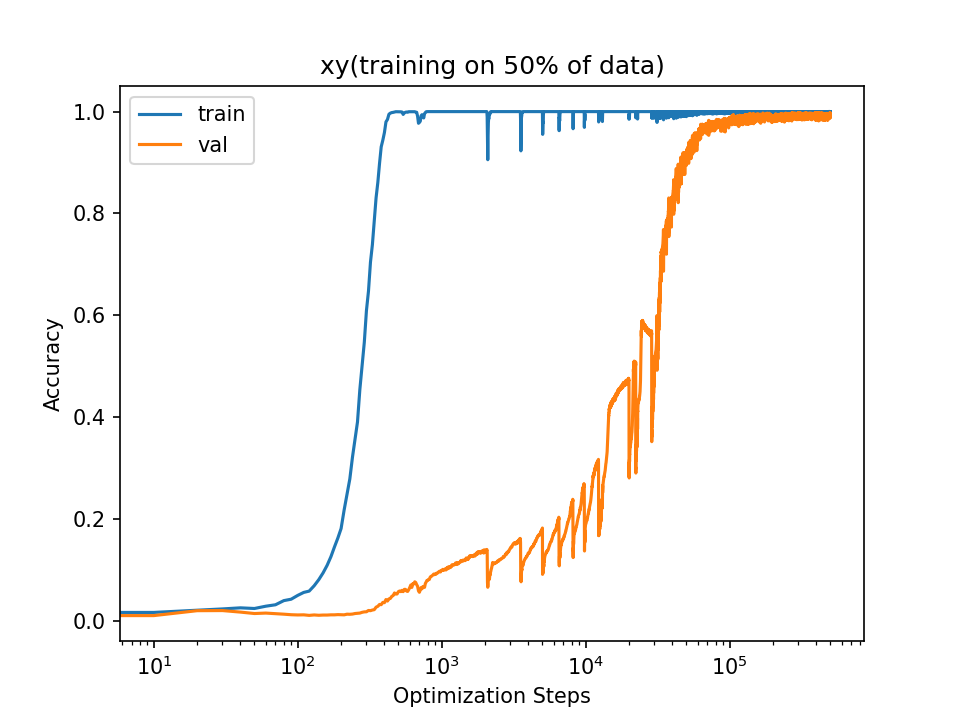 xy(training on 50% of data)
train
val
1.0
0.8
0.6
0.4
0.2
0.0
Accuracy
10¹ 10² 10³ 10⁴ 10⁵
Optimization Steps